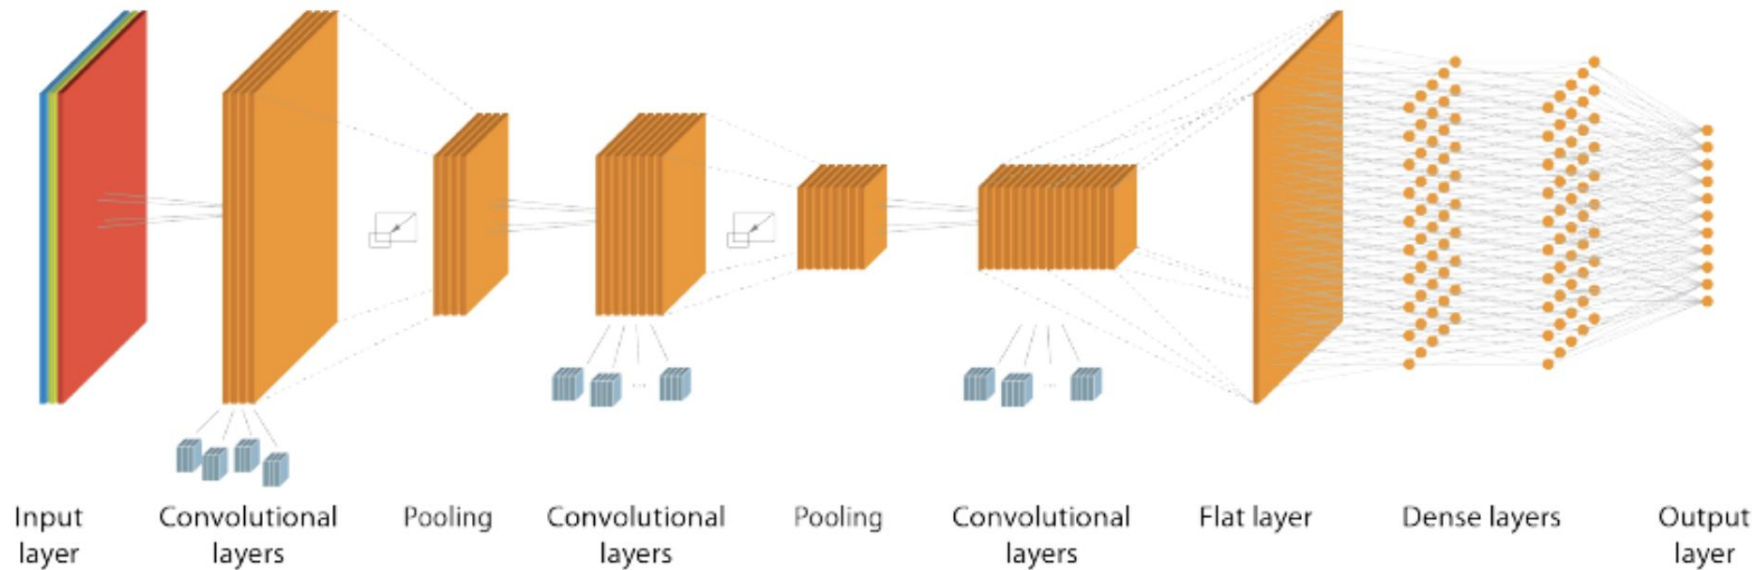 Input
layer
Convolutional
layers
Pooling
Convolutional
layers
Pooling
Convolutional
layers
Flat layer
Dense layers
Output
layer